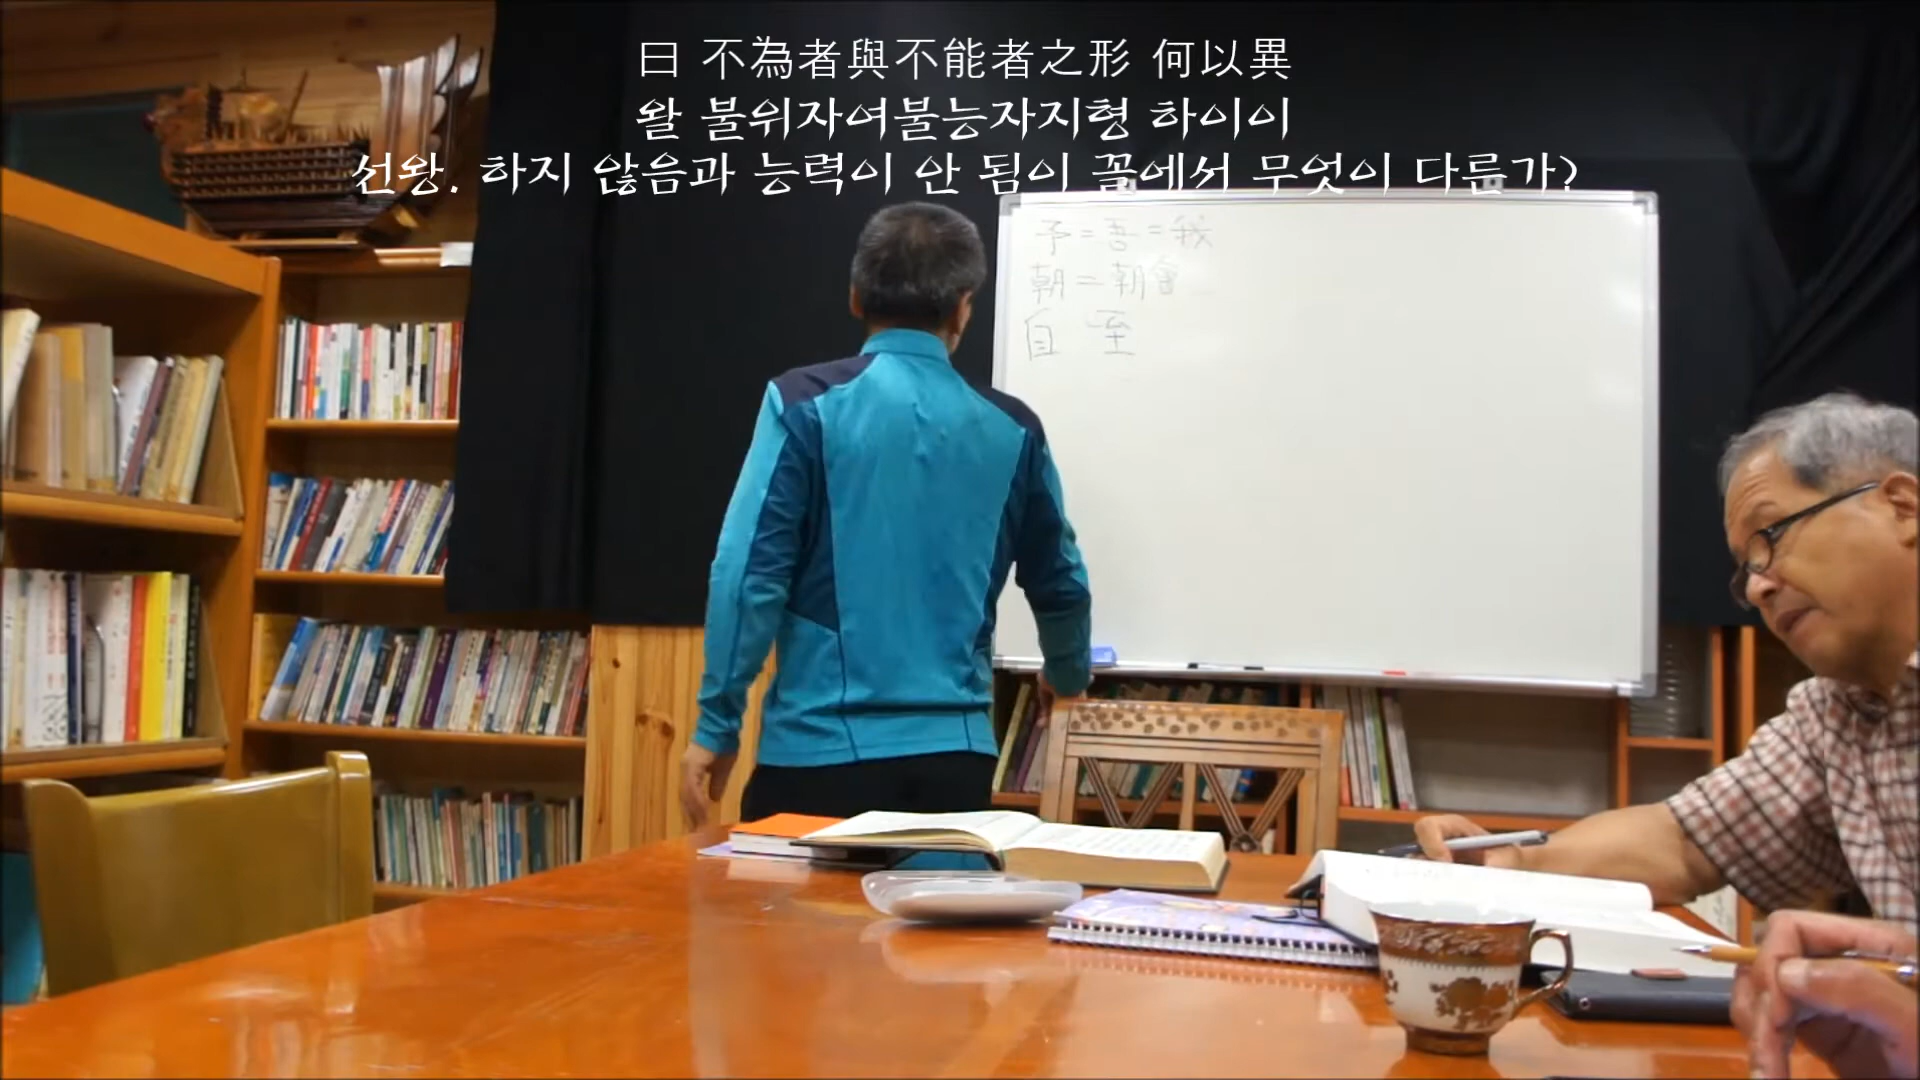 曰 不為者與不能者之形 何以異
왈 불위자여불능자지형 하이이
선왕. 하지 않음과 능력이 안 됨이 꼴에서 무엇이 다른가?
予=吾=我
朝=朝會
自 至